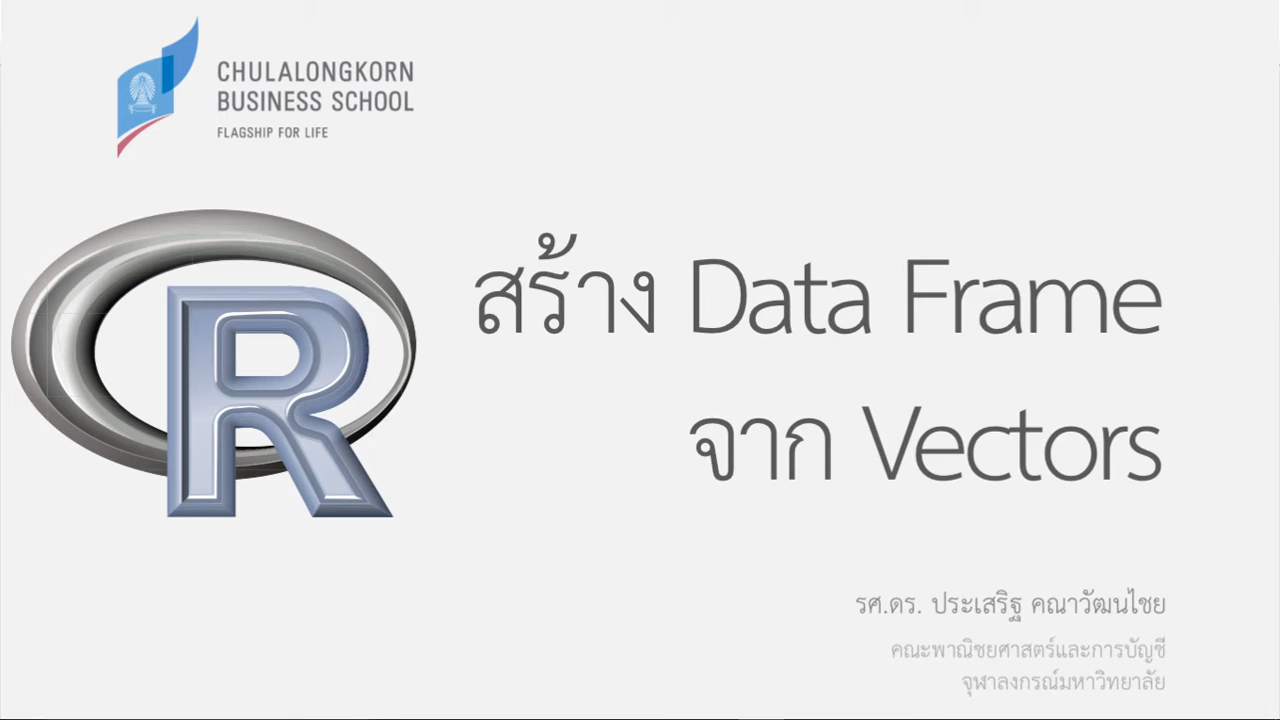 CHULALONGKORN
BUSINESS SCHOOL
FLAGSHIP FOR LIFE
R
สร้าง Data Frame
จาก Vectors
รศ.ดร. ประเสริฐ คณาวัฒนไชย
คณะพาณิชยศาสตร์และการบัญชี
จุฬาลงกรณ์มหาวิทยาลัย